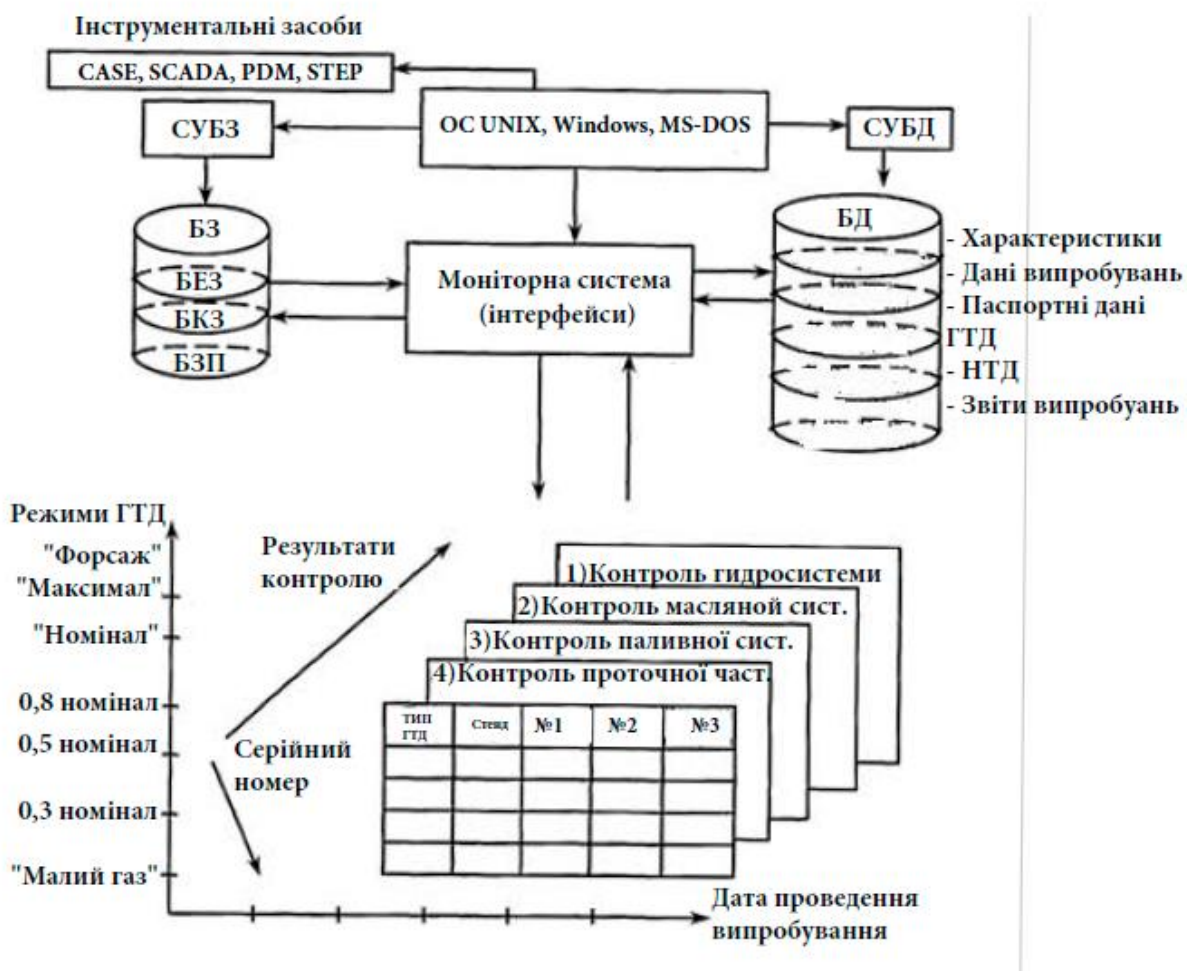 Інструментальні засоби
CASE, SCADA, PDM, STEP
СУБЗ
ОС UNIX, Windows, MS-DOS
СУБД
БЗ
БЕЗ
БКЗ
БЗП
Моніторна система
(інтерфейси)
БД
- Характеристики
- Дані випробувань
- Паспортні дані
ГТД
- НТД
- Звіти випробуань
Режими ГТД
"Форсаж"
"Максимал"
"Номінал"
0,8 номінал
0,5 номінал
0,3 номінал
"Малий газ"
Результати
контролю
Серійний
номер
1)Контроль гидросистеми
2)Контроль масляной сист.
3)Контроль паливної сист.
4)Контроль проточної част.
тип
ГТД
Стенд
№1
№2
№3
Дата проведення
випробування